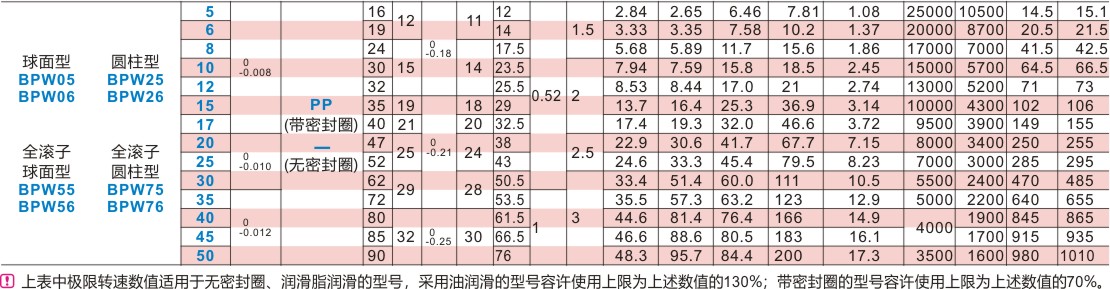 5 16 12 11 12 2.84 2.65 6.46 7.81 1.08 25000 10500 14.5 15.1
6 19 14 1.5 3.33 3.35 7.58 10.2 1.37 20000 8700 20.5 21.5
8 24 0 -0.18 17.5 5.68 5.89 11.7 15.6 1.86 17000 7000 41.5 42.5
球面型 圆柱型
BPW05 BPW25
BPW06 BPW26
10 0 -0.008 30 15 14 23.5 7.94 7.59 15.8 18.5 2.45 15000 5700 64.5 66.5
12 32 25.5 0.52 2 8.53 8.44 17.0 21 2.74 13000 5200 71 73
15 PP 35 19 18 29 13.7 16.4 25.3 36.9 3.14 10000 4300 102 106
17 (带密封圈) 40 21 20 32.5 17.4 19.3 32.0 46.6 3.72 9500 3900 149 155
全滚子 全滚子
球面型 圆柱型
BPW55 BPW75
BPW56 BPW76
20 — 47 25 0 -0.21 24 38 2.5 22.9 30.6 41.7 67.7 7.15 8000 3400 250 255
25 0 -0.010 (无密封圈) 52 43 24.6 33.3 45.4 79.5 8.23 7000 3000 285 295
30 62 29 28 50.5 33.4 51.4 60.0 111 10.5 5500 2400 470 485
35 72 53.5 35.5 57.3 63.2 123 12.9 5000 2200 640 655
40 0 -0.012 80 61.5 1 3 44.6 81.4 76.4 166 14.9 4000 1900 845 865
45 85 32 0 -0.25 30 66.5 46.6 88.6 80.5 183 16.1 1700 915 935
50 90 76 48.3 95.7 84.4 200 17.3 3500 1600 980 1010
! 上表中极限转速数值适用于无密封圈、润滑脂润滑的型号，采用油润滑的型号容许使用上限为上述数值的130%；带密封圈的型号容许使用上限为上述数值的70%。